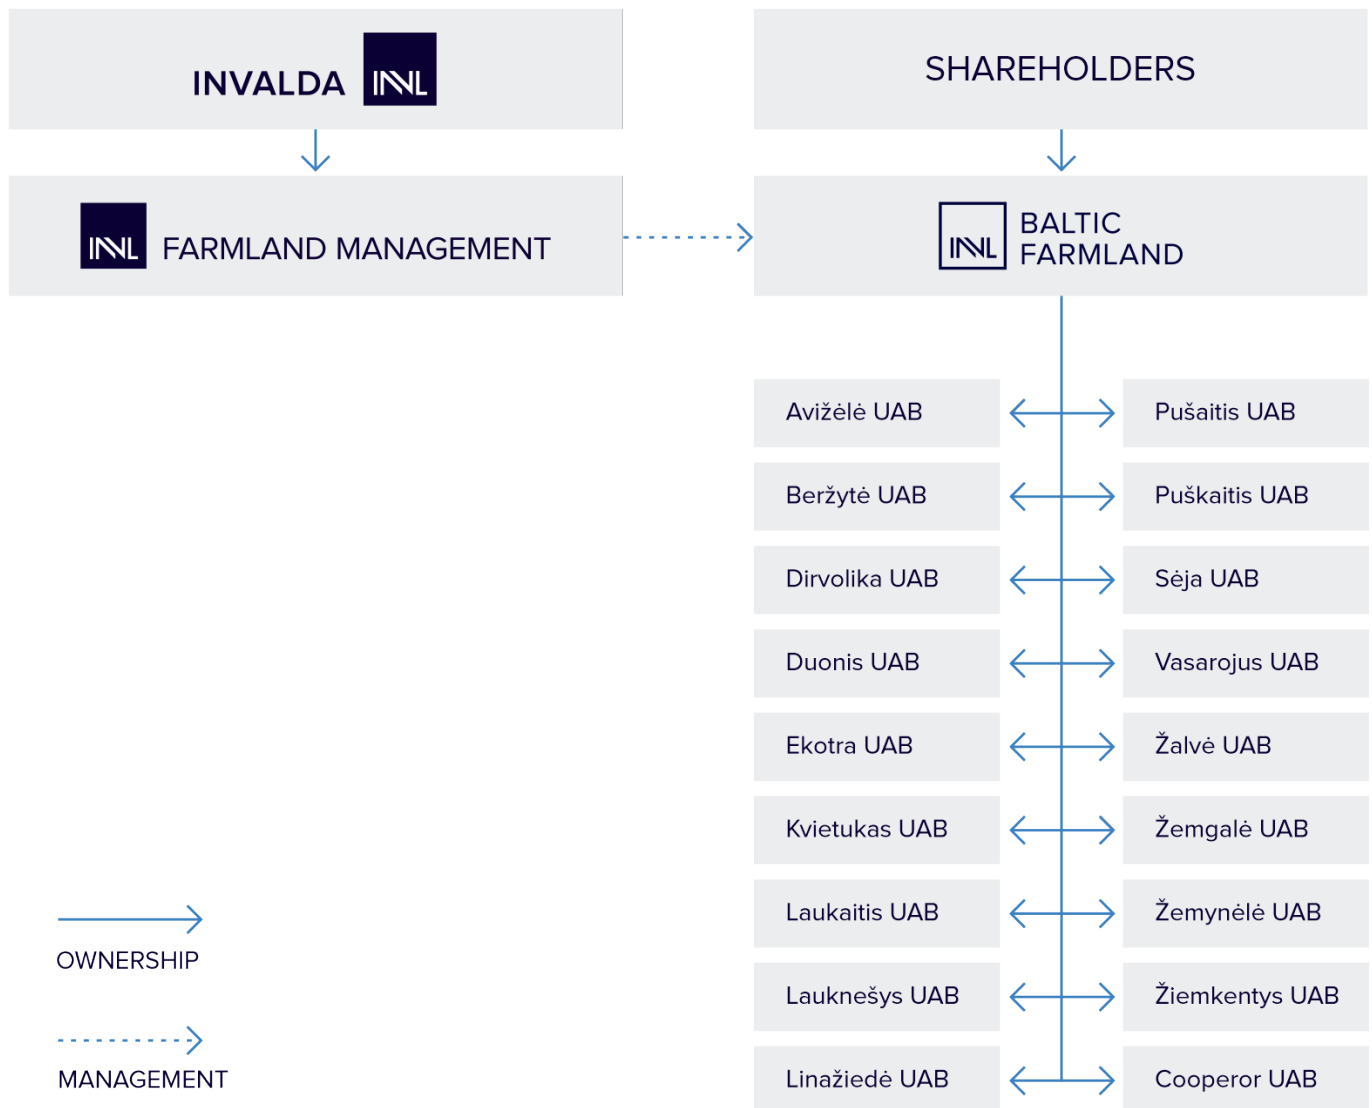 INVALDA INVL
SHAREHOLDERS
INVL FARMLAND MANAGEMENT
INVL BALTIC
FARMLAND
Avižėlė UAB
Pušaitis UAB
Beržytė UAB
Puškaitis UAB
Dirvolika UAB
Sėja UAB
Duonis UAB
Vasarojus UAB
Ekotra UAB
Žalvė UAB
Kvietukas UAB
Žemgalė UAB
Laukaitis UAB
Žemynėlė UAB
Lauknešys UAB
Žiemkentys UAB
Linažiedė UAB
Cooperor UAB
OWNERSHIP
MANAGEMENT